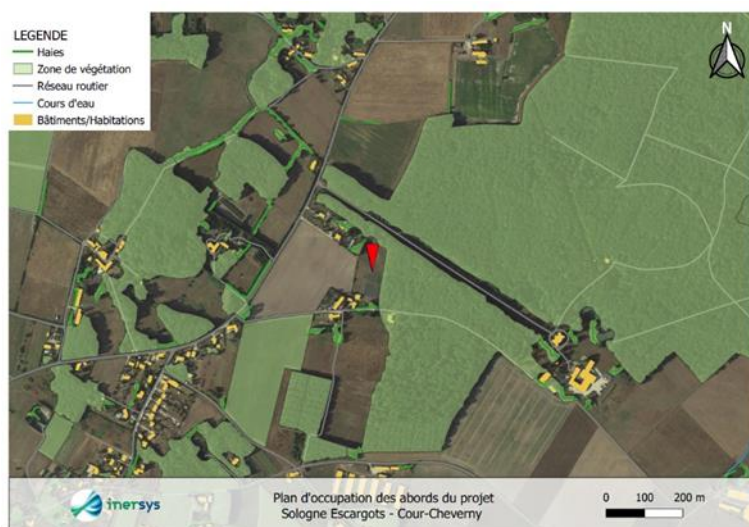 LEGENDE
Haies
Zone de végétation
Réseau routier
Cours d'eau
Bâtiments/Habitations
N
inersys
Plan d'occupation des abords du projet
Sologne Escargots - Cour-Cheverny
0 100 200 m